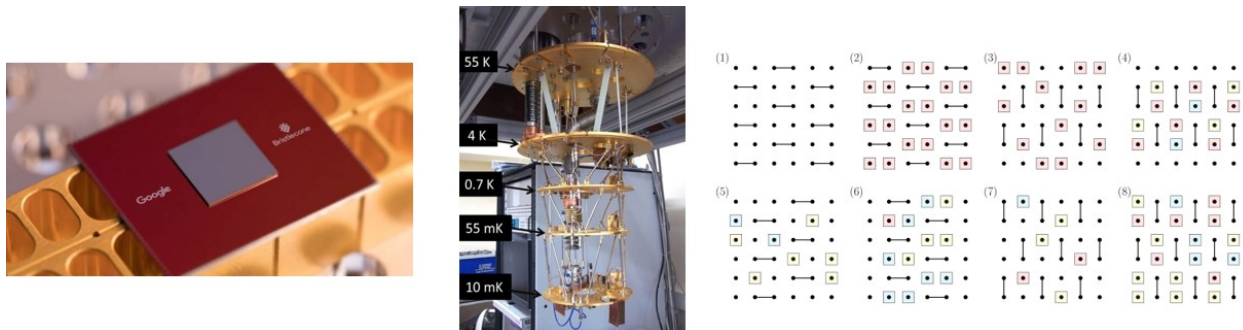 Google
Bristlecone
55 K
4 K
0.7 K
55 mK
10 mK
(1)
(2)
(3)
(4)
(5)
(6)
(7)
(8)